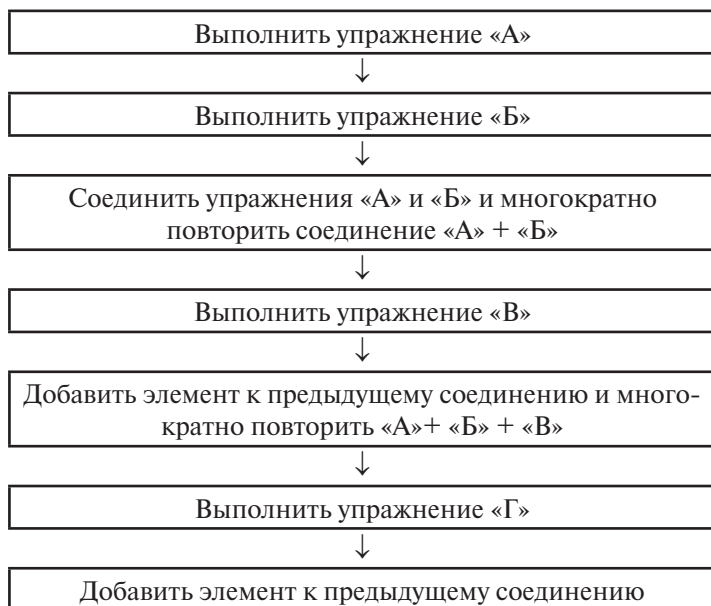 Выполнить упражнение «А»
↓
Выполнить упражнение «Б»
↓
Соединить упражнения «А» и «Б» и многократно
повторить соединение «А» + «Б»
↓
Выполнить упражнение «В»
↓
Добавить элемент к предыдущему соединению и много-
кратно повторить «А»+ «Б» + «В»
↓
Выполнить упражнение «Г»
↓
Добавить элемент к предыдущему соединению